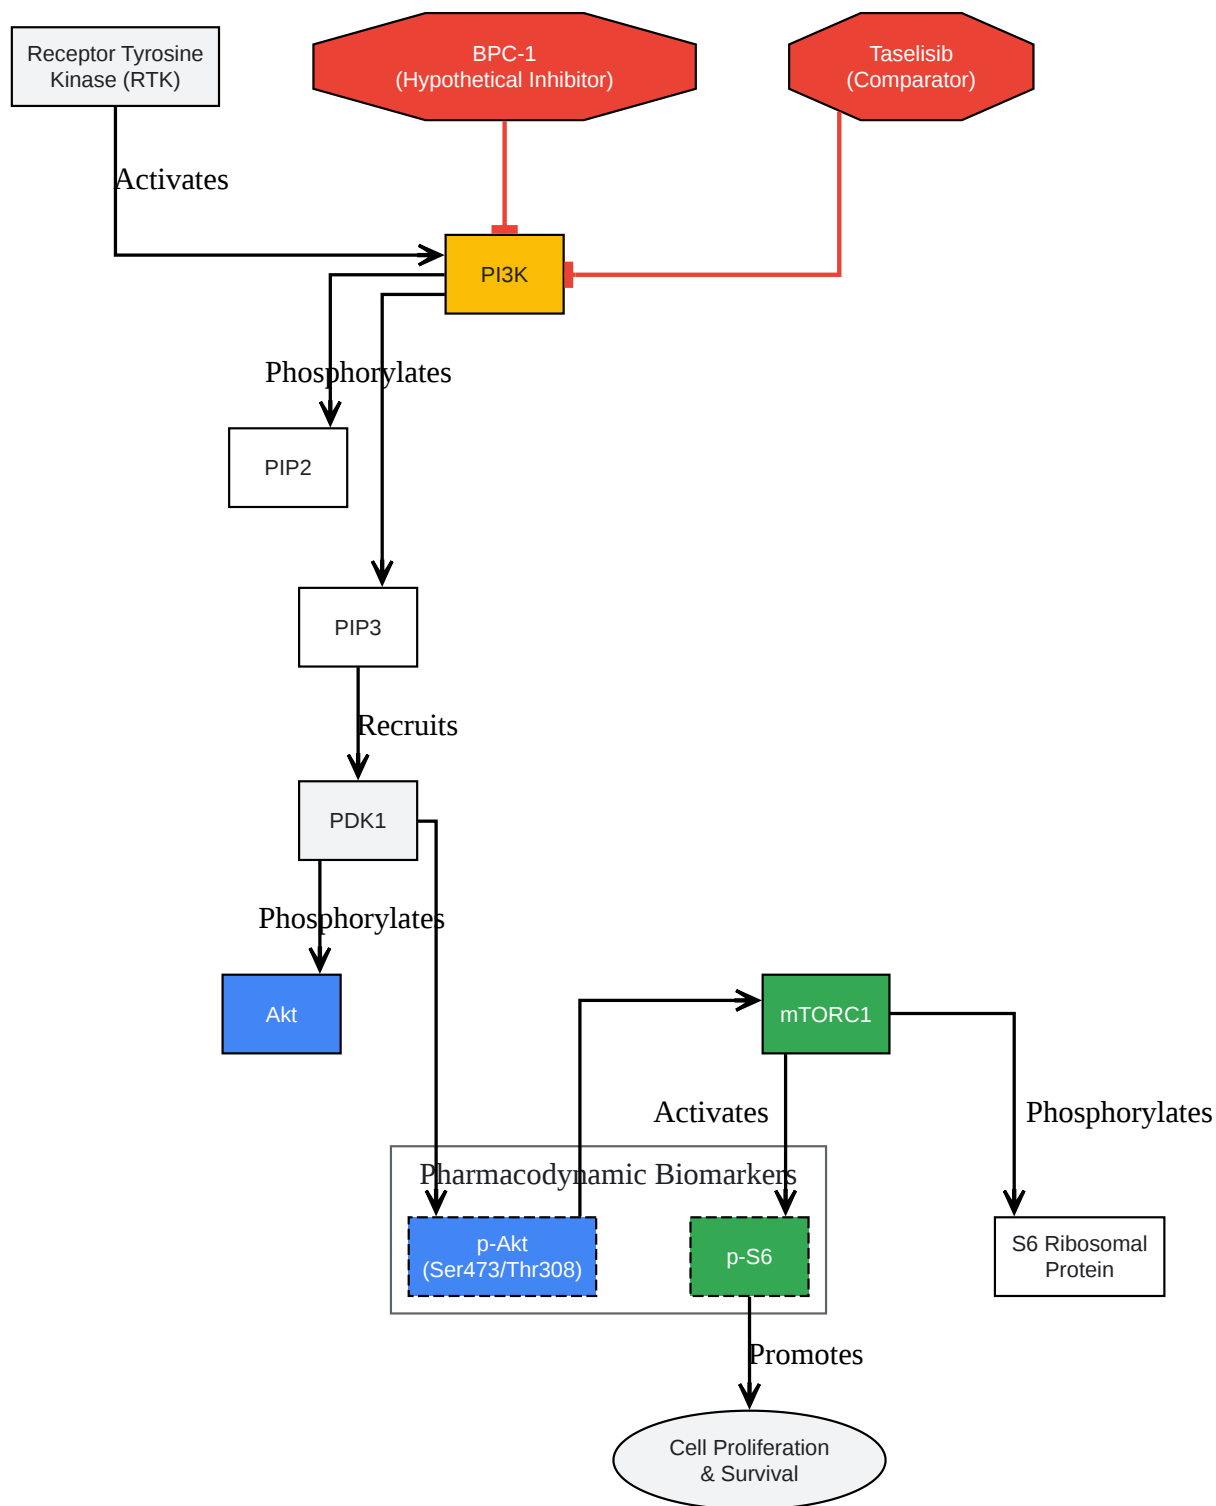 Receptor Tyrosine
Kinase (RTK)
BPC-1
(Hypothetical Inhibitor)
Taselisib
(Comparator)
Activates
PI3K
Phosphorylates
PIP2
PIP3
Recruits
PDK1
Phosphorylates
Akt
mTORC1
Activates
Phosphorylates
Pharmacodynamic Biomarkers
p-Akt
(Ser473/Thr308)
p-S6
S6 Ribosomal
Protein
Promotes
Cell Proliferation
& Survival